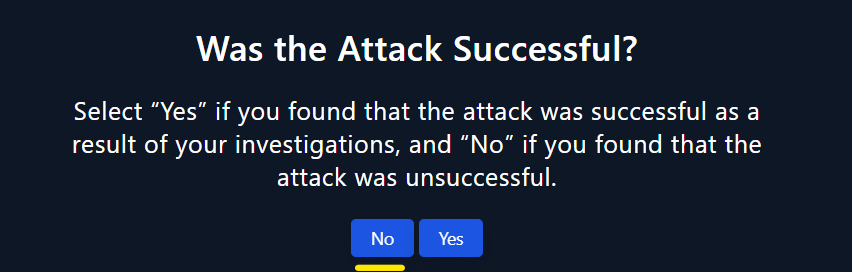 Was the Attack Successful?
Select “Yes” if you found that the attack was successful as a
result of your investigations, and “No” if you found that the
attack was unsuccessful.
No Yes